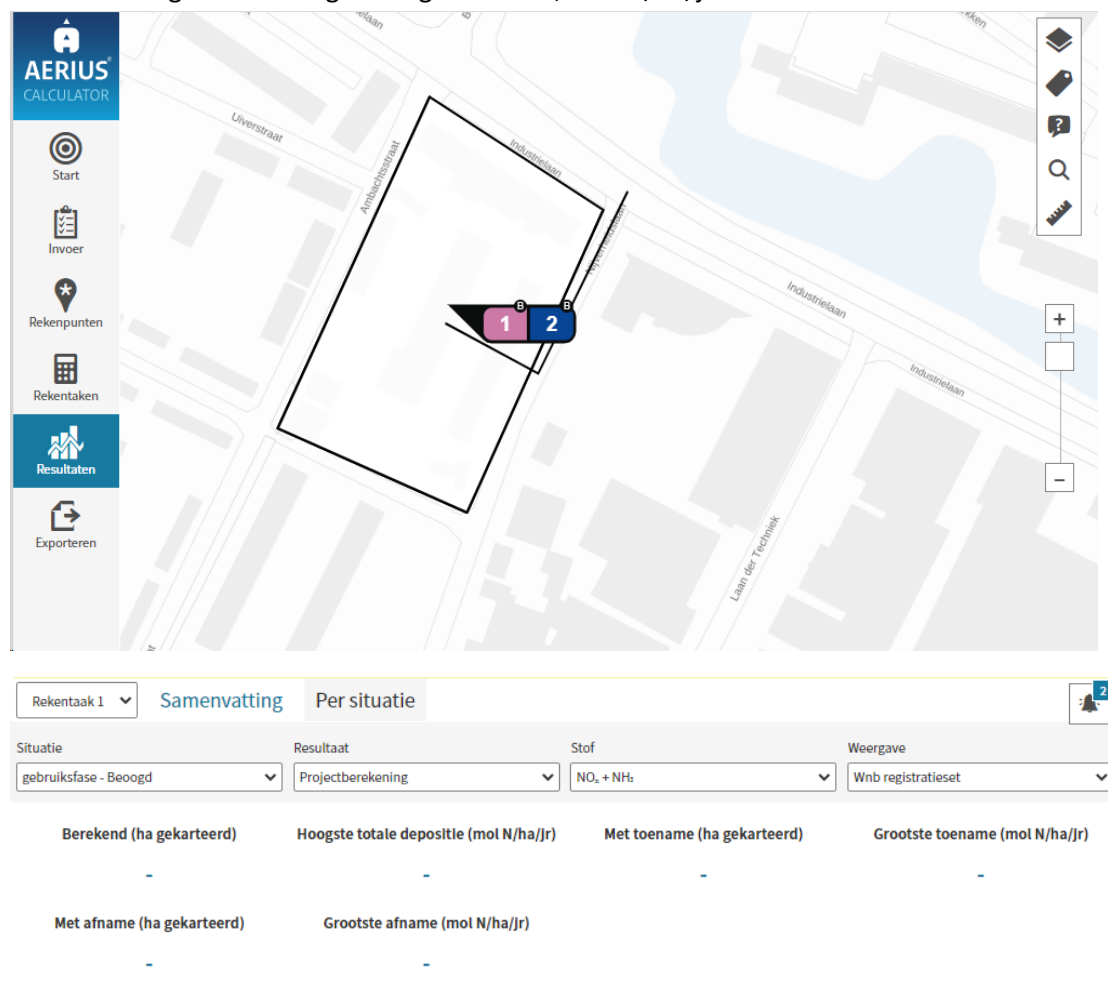 AERIUS
CALCULATOR
Start
Invoer
Rekenpunten
Rekentaken
Resultaten
Exporteren
Uiverstraat
Ambachtsstraat
Industrielaan
Nijverheidslaan
1
B
2
B
Industrielaan
Industrielaan
Laan der Techniek
+
–
Rekentaak 1
Samenvatting
Per situatie
2
Situatie
Resultaat
Stof
Weergave
gebruiksfase - Beoogd
Projectberekening
NOₓ + NH₃
Wnb registratieset
Berekend (ha gekarteerd)
Hoogste totale depositie (mol N/ha/jr)
Met toename (ha gekarteerd)
Grootste toename (mol N/ha/jr)
-
-
-
-
Met afname (ha gekarteerd)
Grootste afname (mol N/ha/jr)
-
-